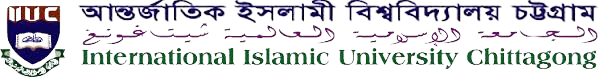 IIUC
আন্তর্জাতিক ইসলামী বিশ্ববিদ্যালয় চট্টগ্রাম
الجامعة الإسلامية العالمية شيتاغونغ
International Islamic University Chittagong